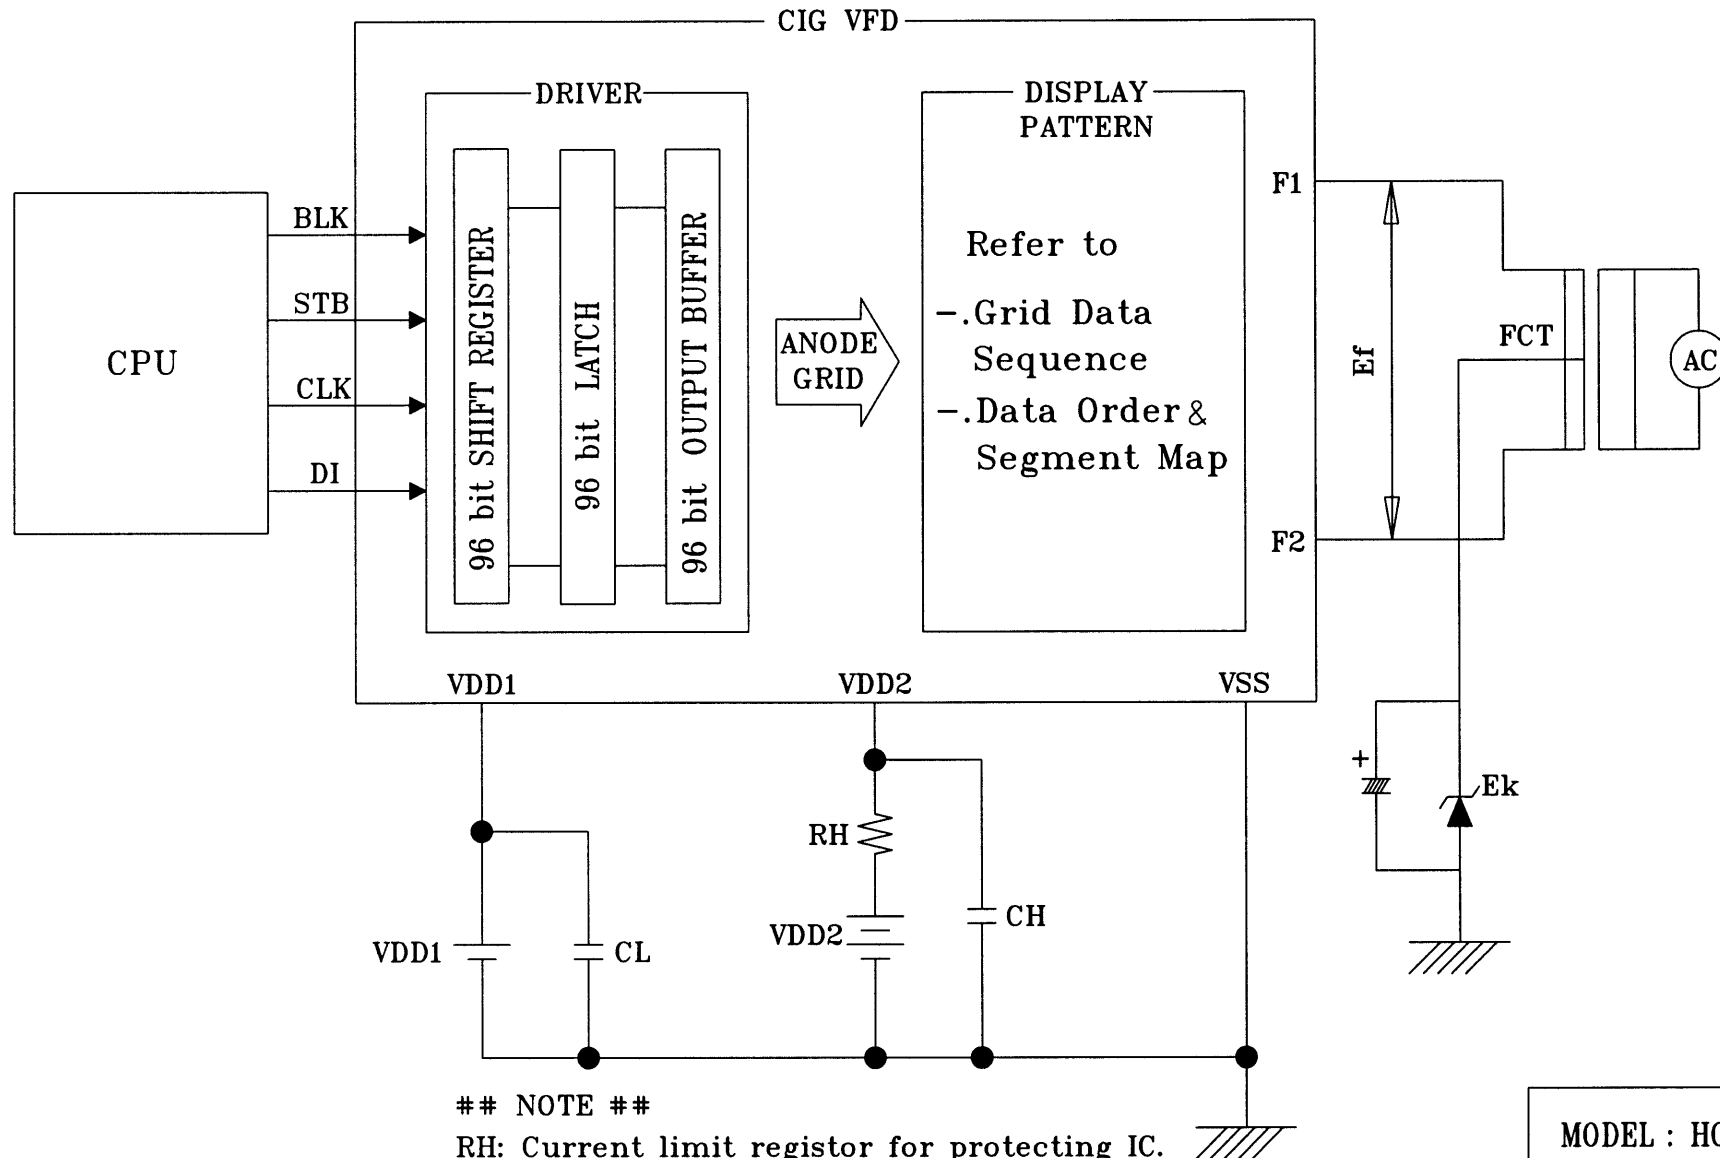 CIG VFD
DRIVER
DISPLAY
PATTERN
CPU
BLK
STB
CLK
DI
96 bit SHIFT REGISTER
96 bit LATCH
96 bit OUTPUT BUFFER
ANODE
GRID
Refer to
-.Grid Data
Sequence
-.Data Order &
Segment Map
F1
F2
Ef
FCT
AC
VDD1
VDD2
VSS
+
Ek
RH
VDD1
CL
VDD2
CH
## NOTE ##
RH: Current limit registor for protecting IC.
MODEL : HC